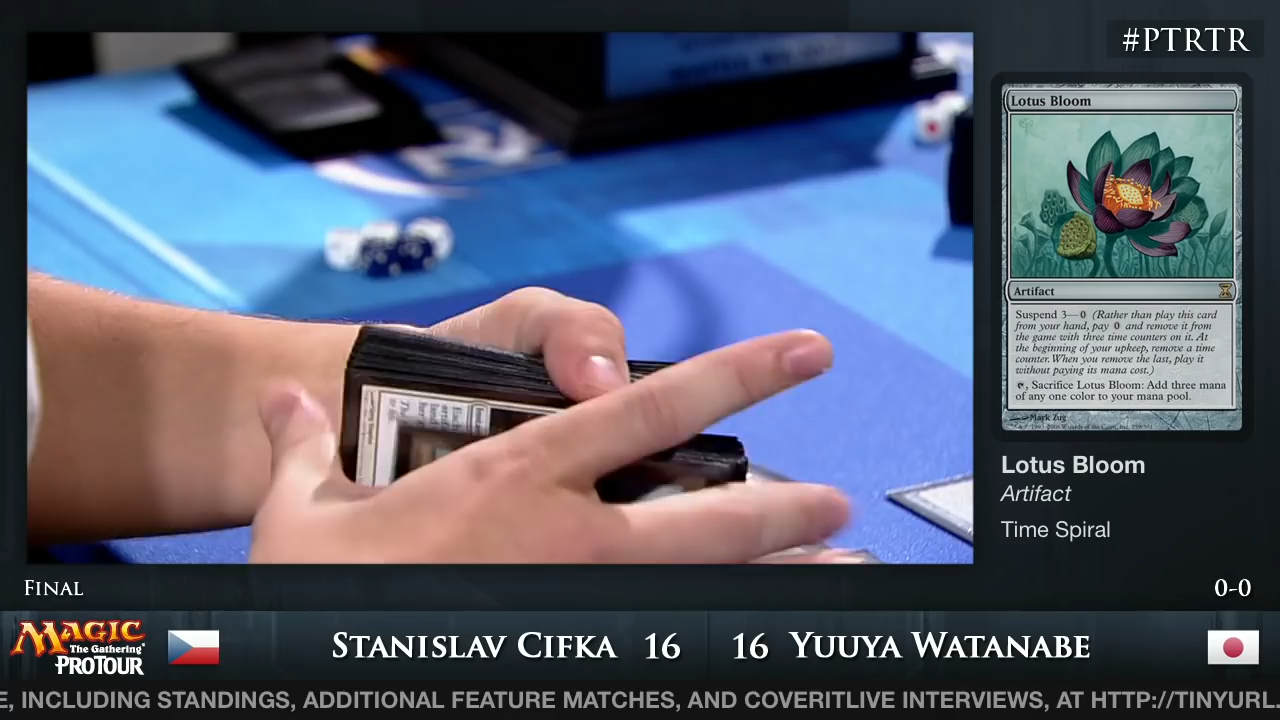 #PTRTR
Lotus Bloom
Artifact
Suspend 3—0 (Rather than play this card
from your hand, pay 0 and remove it from
the game with three time counters on it. At
the beginning of your upkeep, remove a time
counter. When you remove the last, play it
without paying its mana cost.)
, Sacrifice Lotus Bloom: Add three mana
of any one color to your mana pool.
Mark Zug
Lotus Bloom
Artifact
Time Spiral
FINAL
0-0
MAGIC
The Gathering
PROTOUR
STANISLAV CIFKA 16
16 YUUYA WATANABE
E, INCLUDING STANDINGS, ADDITIONAL FEATURE MATCHES, AND COVERITLIVE INTERVIEWS, AT HTTP://TINYURL.